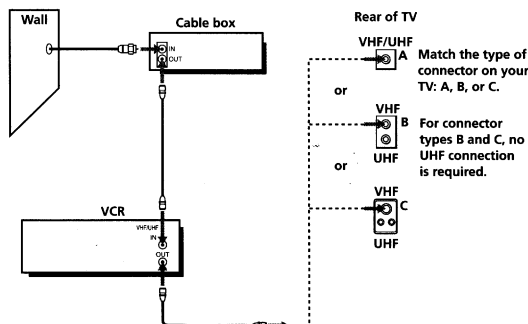 Wall
Cable box
IN
OUT
VCR
VHF/UHF
IN
OUT
Rear of TV
VHF/UHF
A
Match the type of
connector on your
TV: A, B, or C.
or
VHF
B
UHF
For connector
types B and C, no
UHF connection
is required.
or
VHF
C
UHF